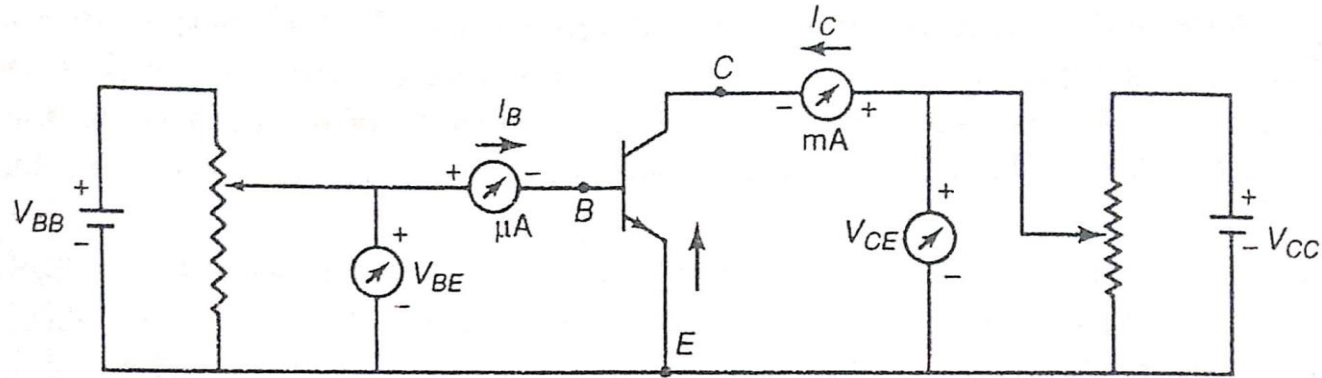 I_C
C
- + 
mA
I_B
+ -
B
μA
+
V_BB
-
+
V_BE
-
+
V_CE
-
+
V_CC
-
E